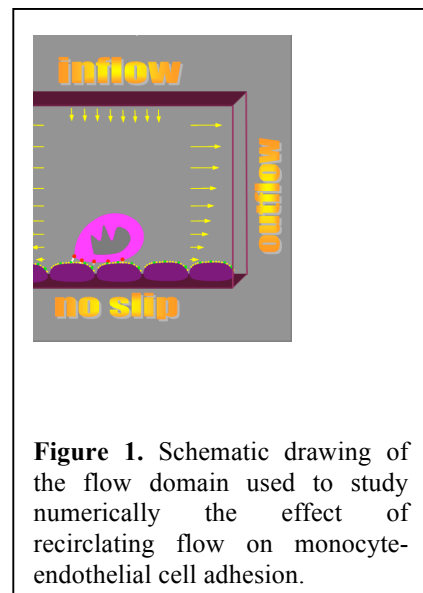 inflow
outflow
no slip
Figure 1. Schematic drawing of
the flow domain used to study
numerically the effect of
recirclating flow on monocyte-
endothelial cell adhesion.